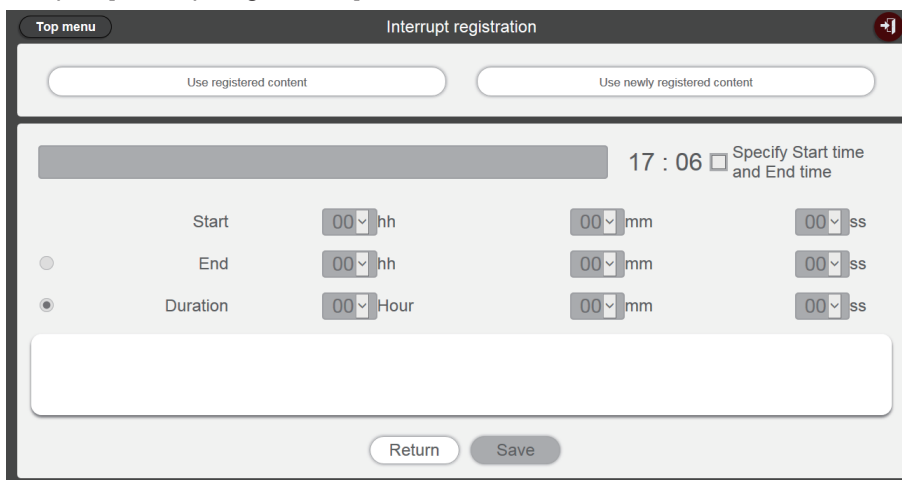 Top menu
Interrupt registration
Use registered content
Use newly registered content
17 : 06
Specify Start time
and End time
Start 00 hh 00 mm 00 ss
End 00 hh 00 mm 00 ss
Duration 00 Hour 00 mm 00 ss
Return
Save